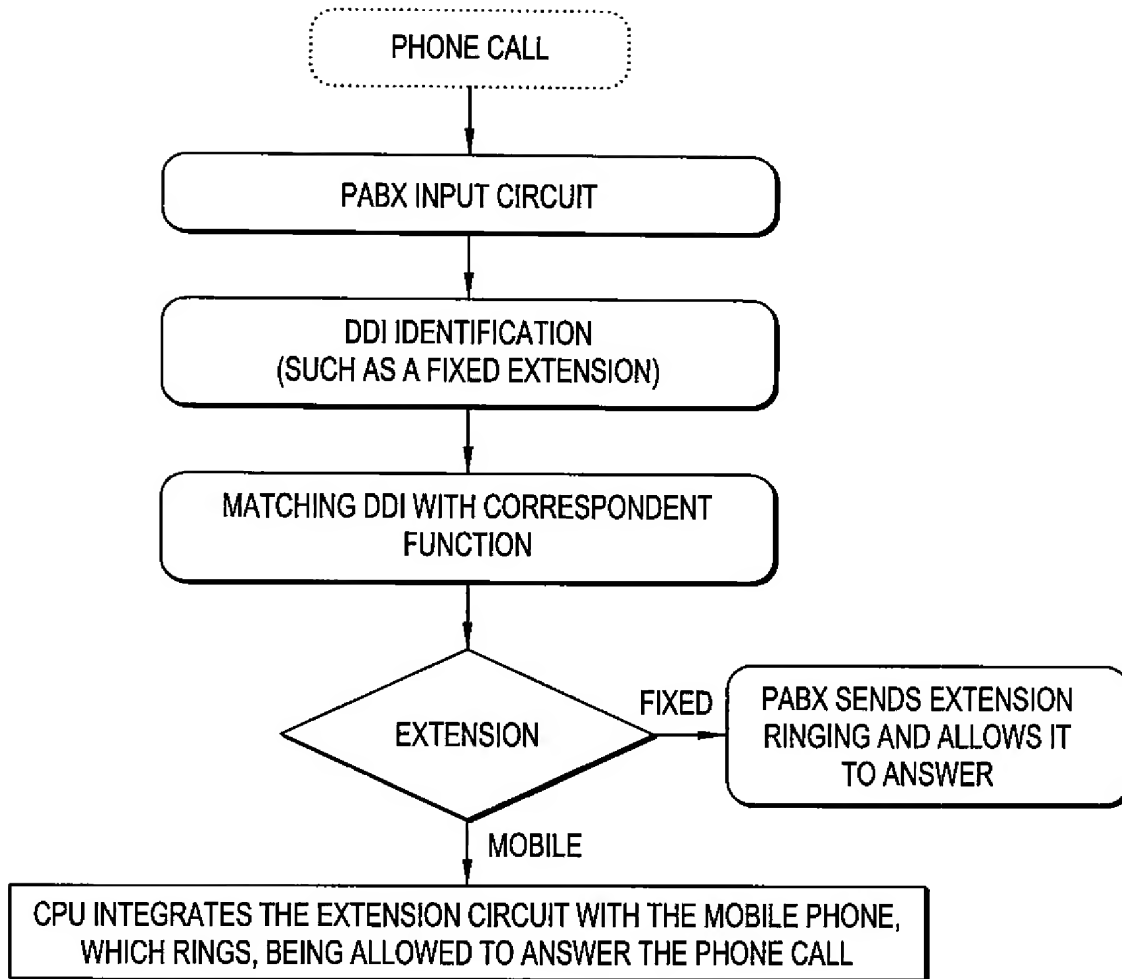 PHONE CALL
PABX INPUT CIRCUIT
DDI IDENTIFICATION
(SUCH AS A FIXED EXTENSION)
MATCHING DDI WITH CORRESPONDENT
FUNCTION
EXTENSION
FIXED
PABX SENDS EXTENSION
RINGING AND ALLOWS IT
TO ANSWER
MOBILE
CPU INTEGRATES THE EXTENSION CIRCUIT WITH THE MOBILE PHONE,
WHICH RINGS, BEING ALLOWED TO ANSWER THE PHONE CALL